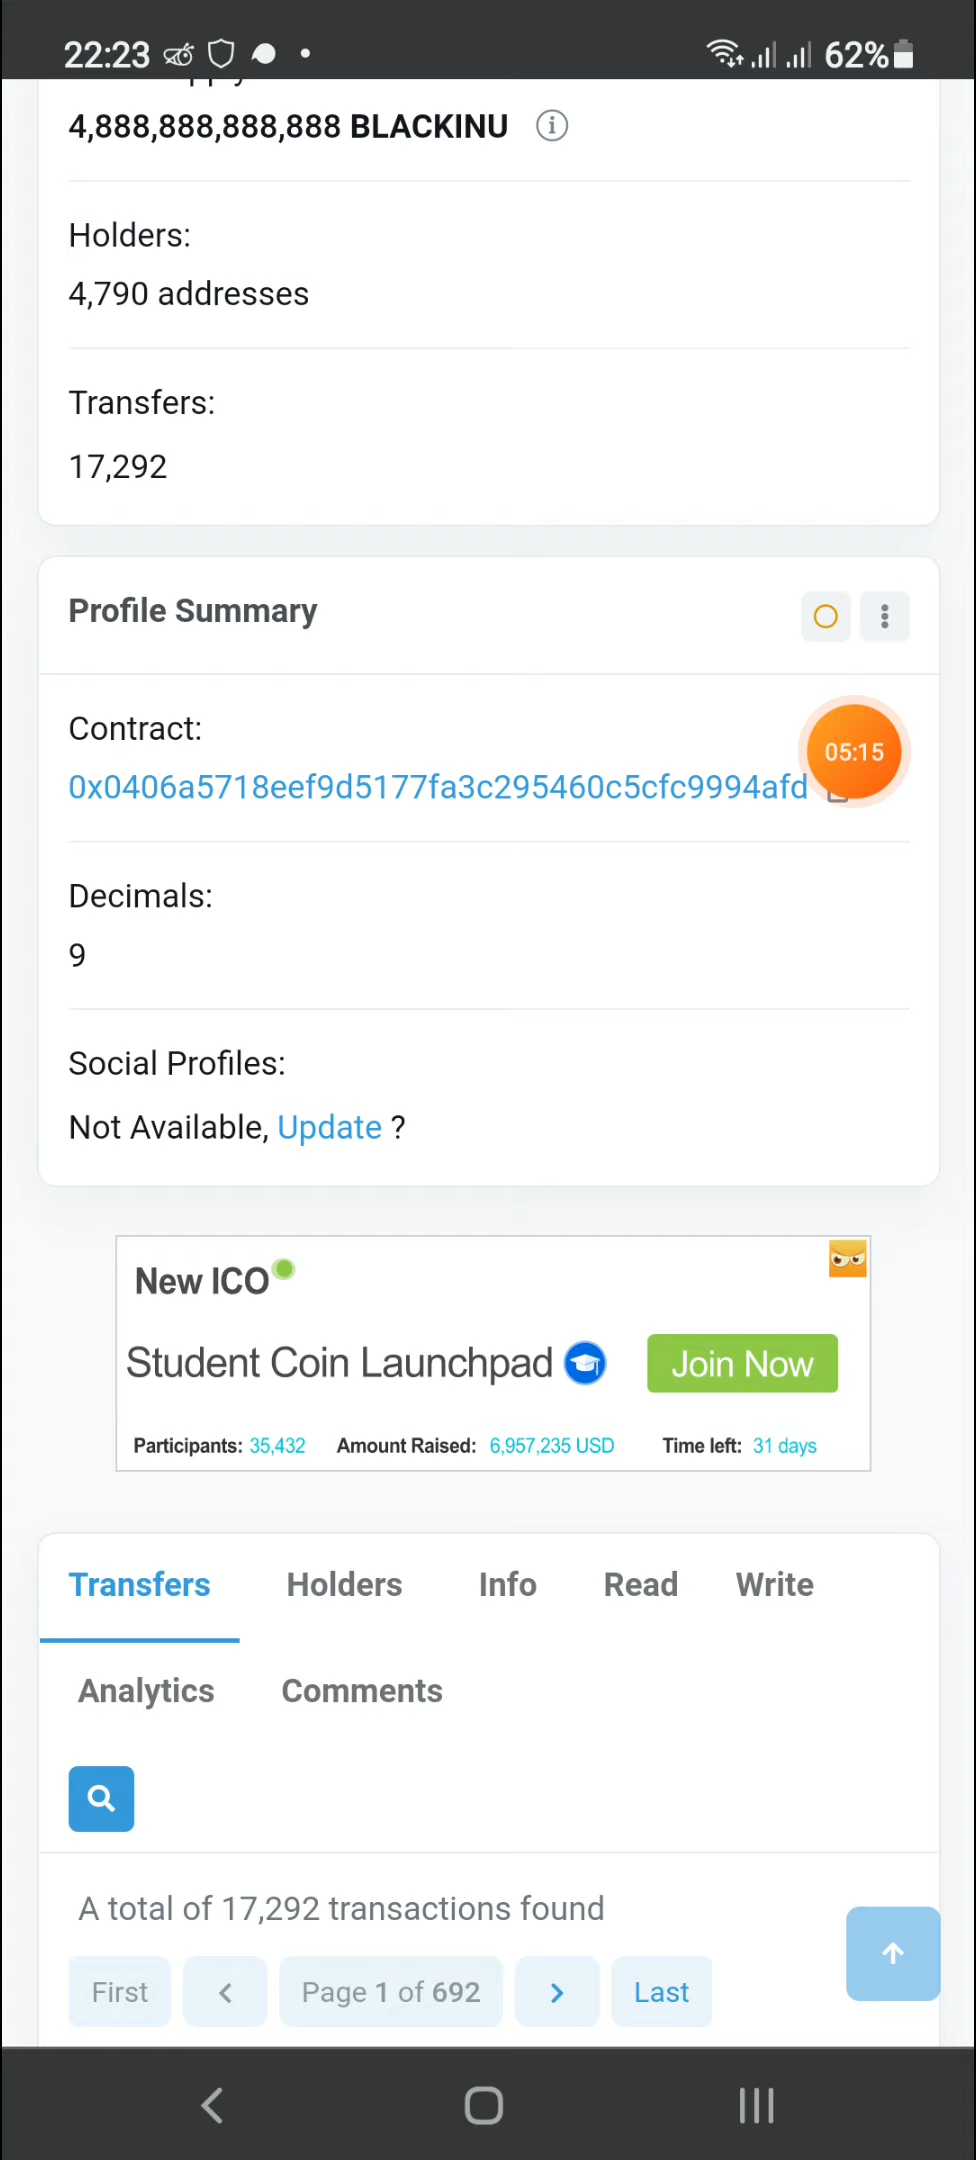 22:23
62%
4,888,888,888,888 BLACKINU
Holders:
4,790 addresses
Transfers:
17,292
Profile Summary
Contract:
05:15
0x0406a5718eef9d5177fa3c295460c5cfc9994afd
Decimals:
9
Social Profiles:
Not Available, Update ?
New ICO
Student Coin Launchpad
Join Now
Participants: 35,432 Amount Raised: 6,957,235 USD Time left: 31 days
Transfers Holders Info Read Write
Analytics Comments
A total of 17,292 transactions found
First < Page 1 of 692 > Last